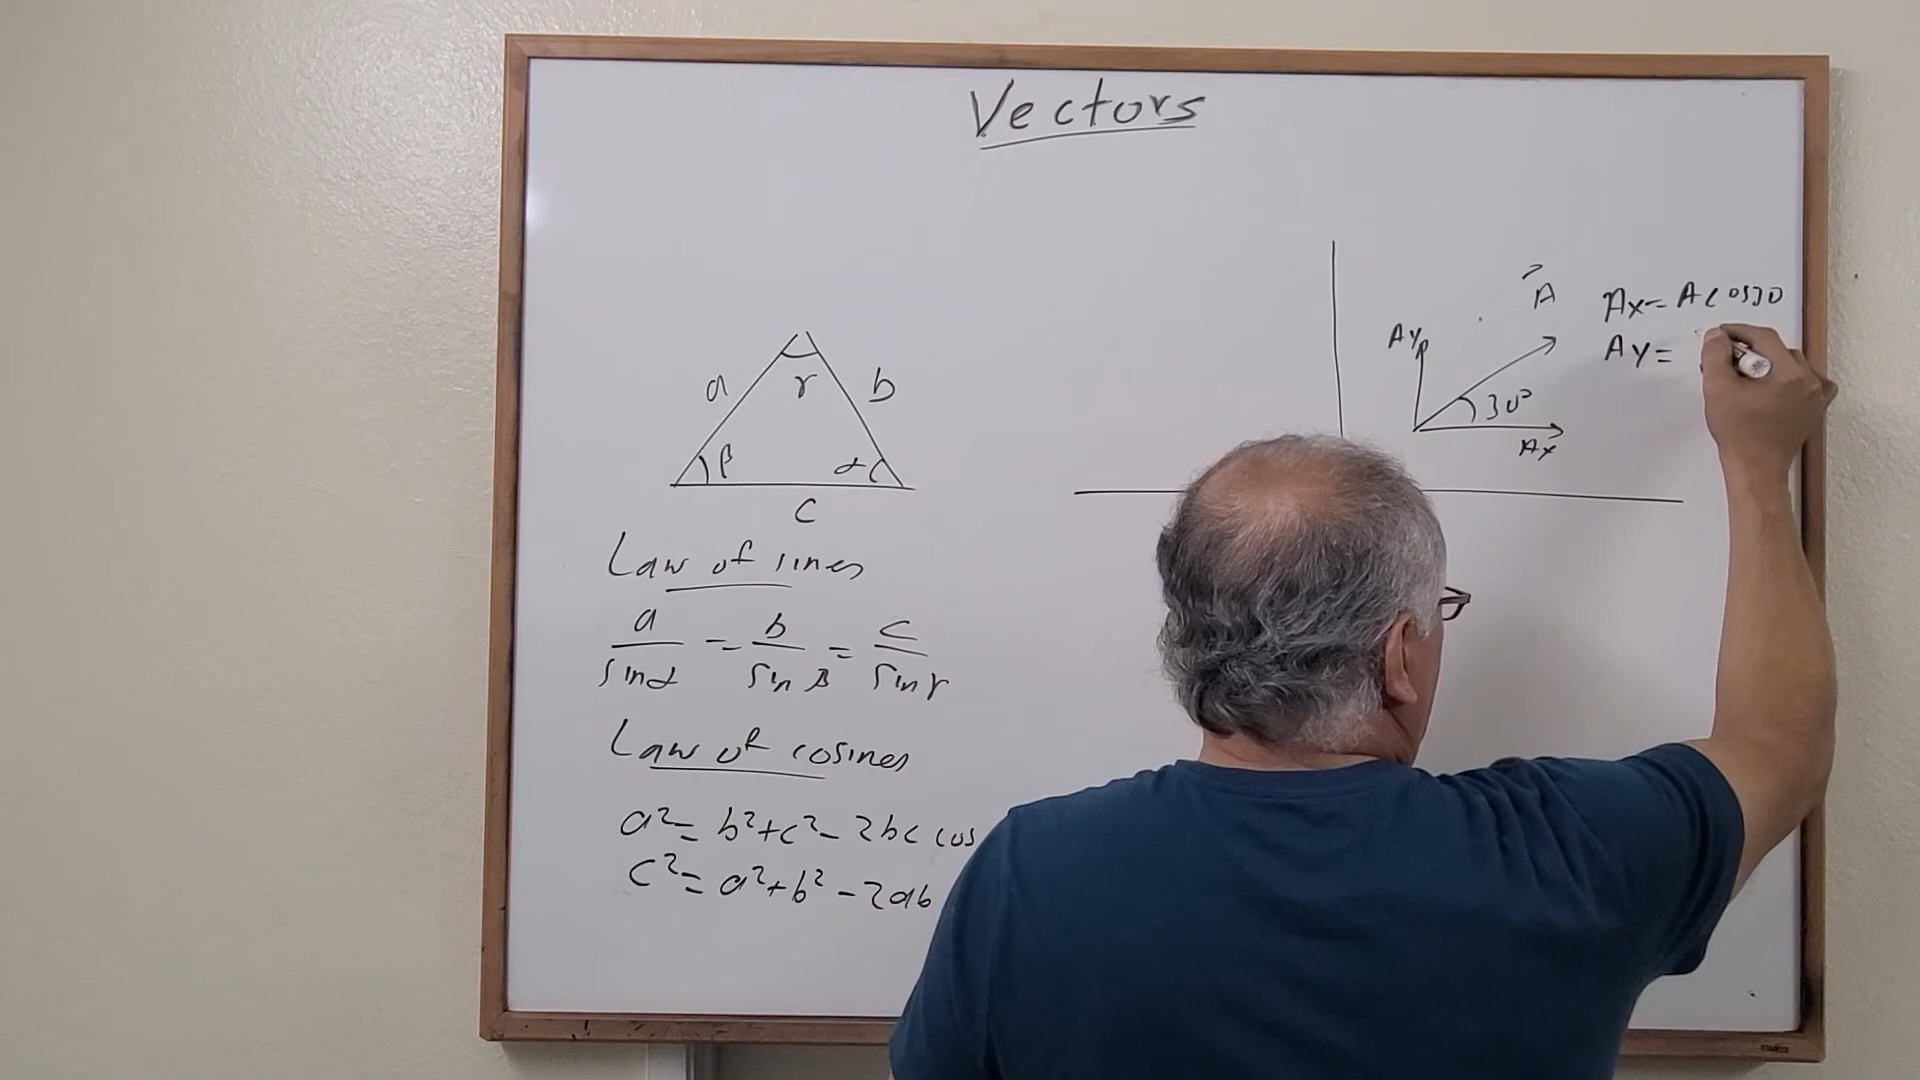 Vectors
a
γ
b
β
α
c
Law of sines
a/sinα = b/sinβ = c/sinγ
Law of cosines
a² = b² + c² - 2bc cos
c² = a² + b² - 2ab
A
Ax = A cos30
Ay =
Ay
30°
Ax